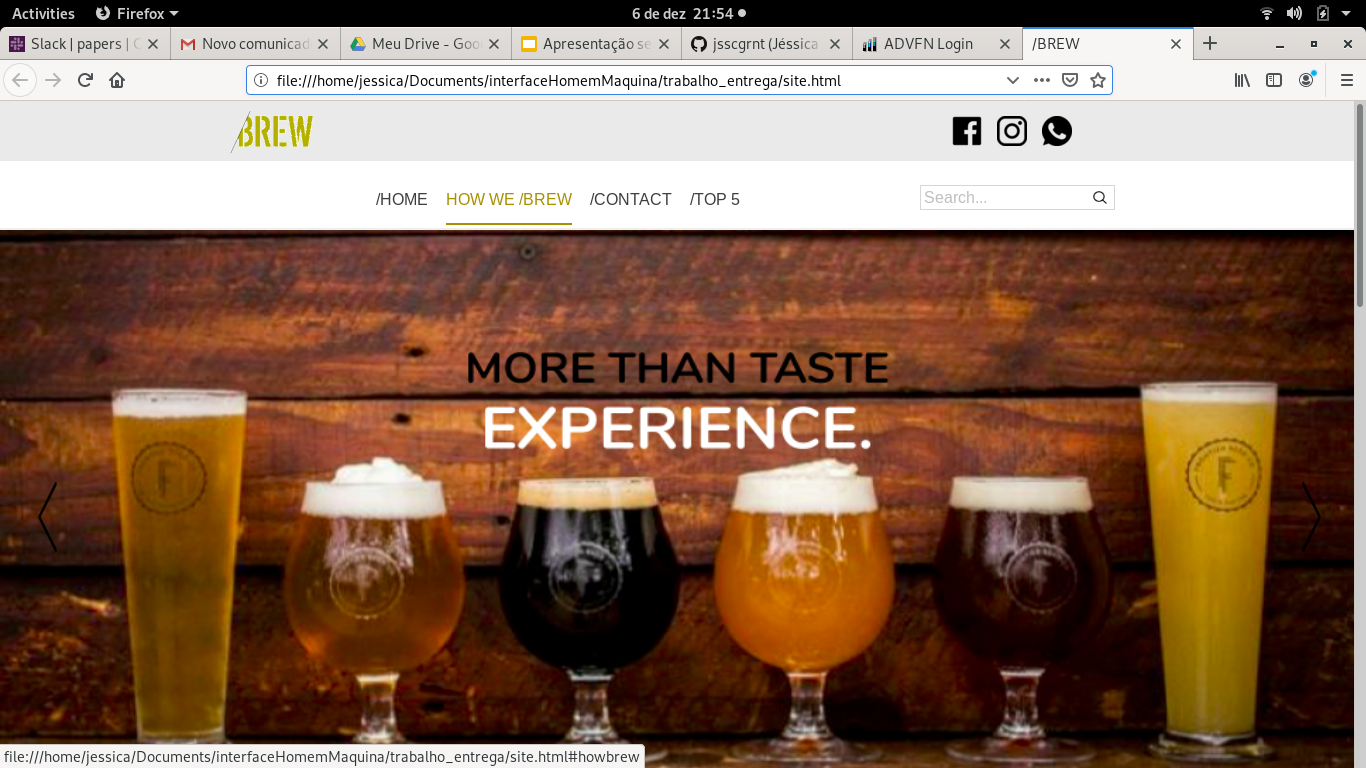 Activities Firefox 6 de dez 21:54
Slack | papers | C Novo comunicad Meu Drive - Goo Apresentação se jsscgrnt (Jéssica ADVFN Login /BREW
file:///home/jessica/Documents/interfaceHomemMaquina/trabalho_entrega/site.html
/BREW
/HOME HOW WE /BREW /CONTACT /TOP 5 Search...
MORE THAN TASTE
EXPERIENCE.
F
F
file:///home/jessica/Documents/interfaceHomemMaquina/trabalho_entrega/site.html#howbrew